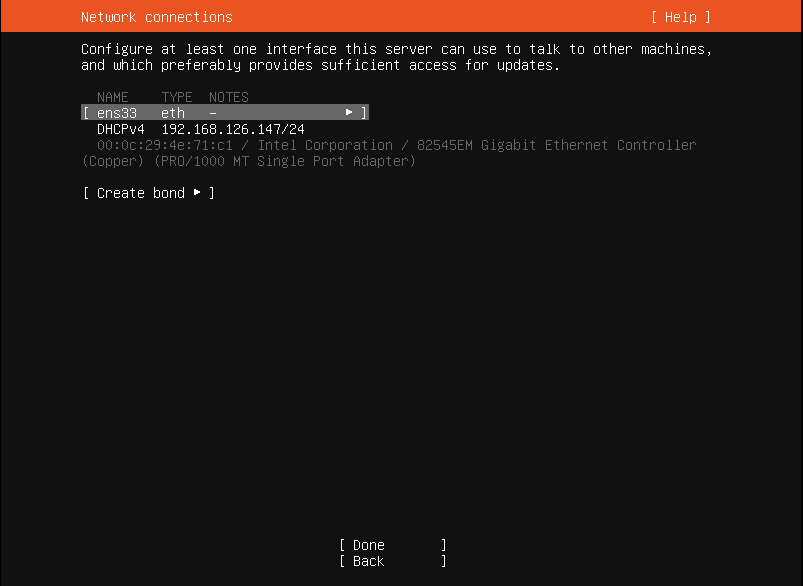 Network connections [ Help ]
Configure at least one interface this server can use to talk to other machines,
and which preferably provides sufficient access for updates.
NAME TYPE NOTES
[ ens33 eth – ▸ ]
DHCPv4 192.168.126.147/24
00:0c:29:4e:71:c1 / Intel Corporation / 82545EM Gigabit Ethernet Controller
(Copper) (PRO/1000 MT Single Port Adapter)
[ Create bond ▸ ]
[ Done ]
[ Back ]